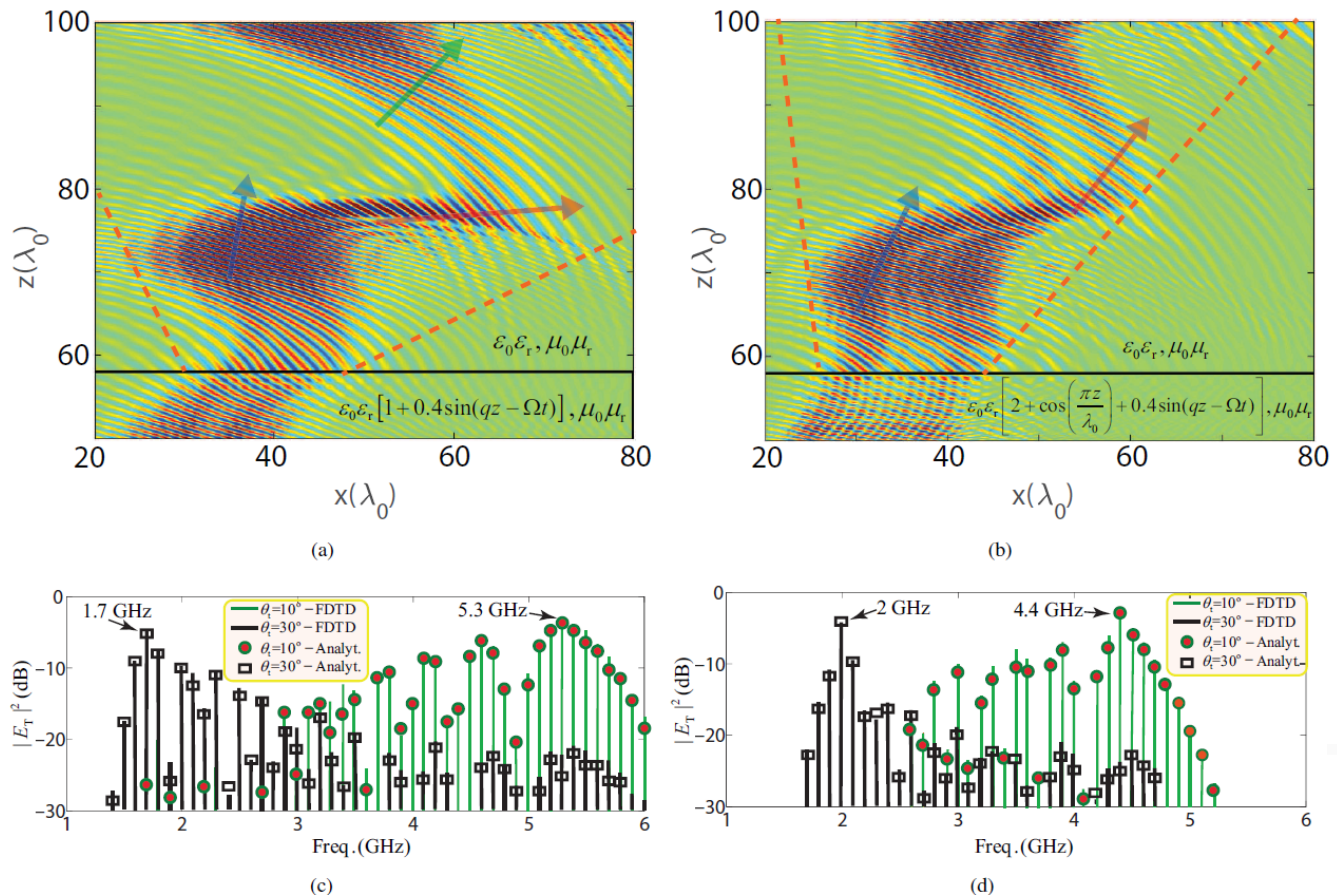 100
80
60
20
40
60
80
z(λ₀)
x(λ₀)
ε₀εᵣ, μ₀μᵣ
ε₀εᵣ[1+0.4sin(qz−Ωt)], μ₀μᵣ
(a)
100
80
60
20
40
60
80
z(λ₀)
x(λ₀)
ε₀εᵣ, μ₀μᵣ
ε₀εᵣ[2+cos(πz/λ₀)+0.4sin(qz−Ωt)], μ₀μᵣ
(b)
0
−10
−20
−30
1 2 3 4 5 6
|E_T|² (dB)
Freq.(GHz)
1.7 GHz
5.3 GHz
θₜ=10°−FDTD
θₜ=30°−FDTD
θₜ=10°−Analyt.
θₜ=30°−Analyt.
(c)
0
−10
−20
−30
1 2 3 4 5 6
|E_T|² (dB)
Freq.(GHz)
2 GHz
4.4 GHz
θₜ=10°−FDTD
θₜ=30°−FDTD
θₜ=10°−Analyt.
θₜ=30°−Analyt.
(d)